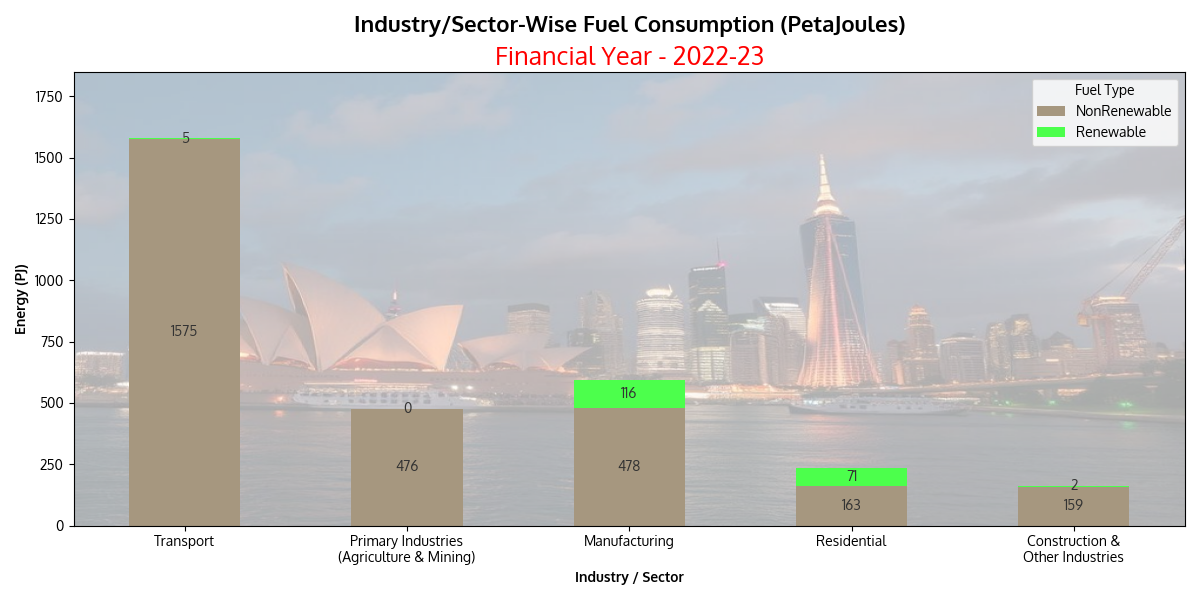 Industry/Sector-Wise Fuel Consumption (PetaJoules)
Financial Year - 2022-23
Fuel Type
NonRenewable
Renewable
Energy (PJ)
1750
1500
1250
1000
750
500
250
0
5
1575
0
476
116
478
71
163
2
159
Transport
Primary Industries
(Agriculture & Mining)
Manufacturing
Residential
Construction &
Other Industries
Industry / Sector